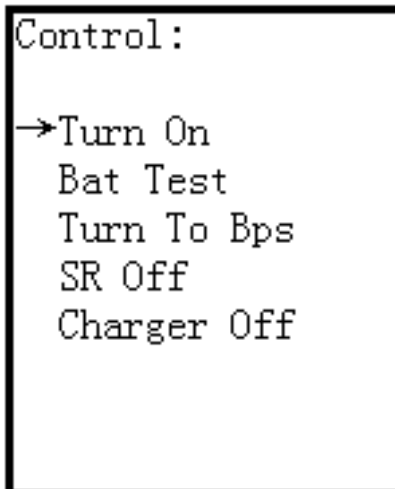 Control:
→Turn On
Bat Test
Turn To Bps
SR Off
Charger Off